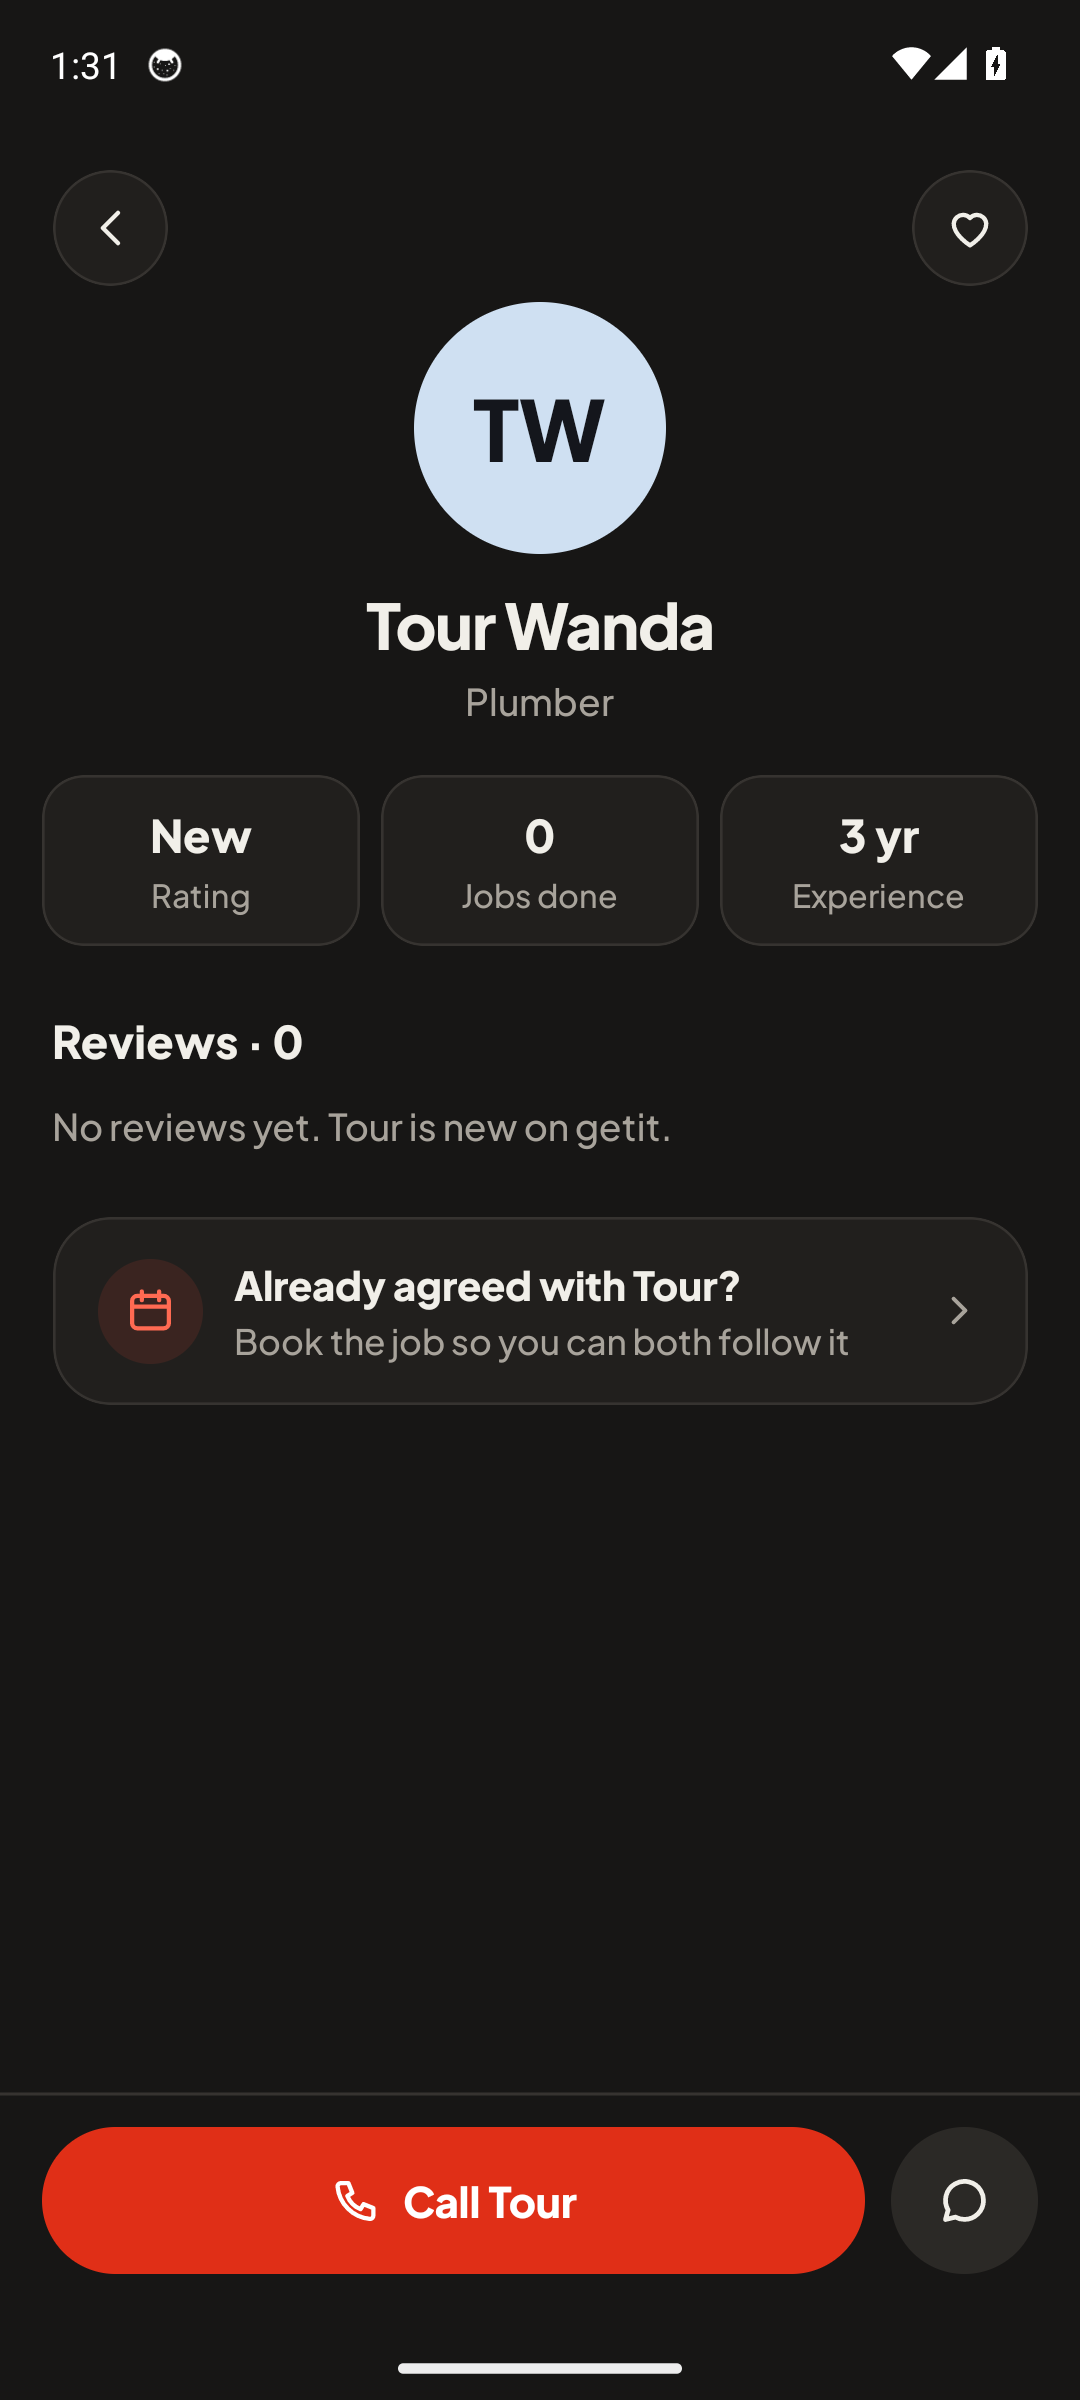 1:31
TW
Tour Wanda
Plumber
New
Rating
0
Jobs done
3 yr
Experience
Reviews · 0
No reviews yet. Tour is new on getit.
Already agreed with Tour?
Book the job so you can both follow it
Call Tour